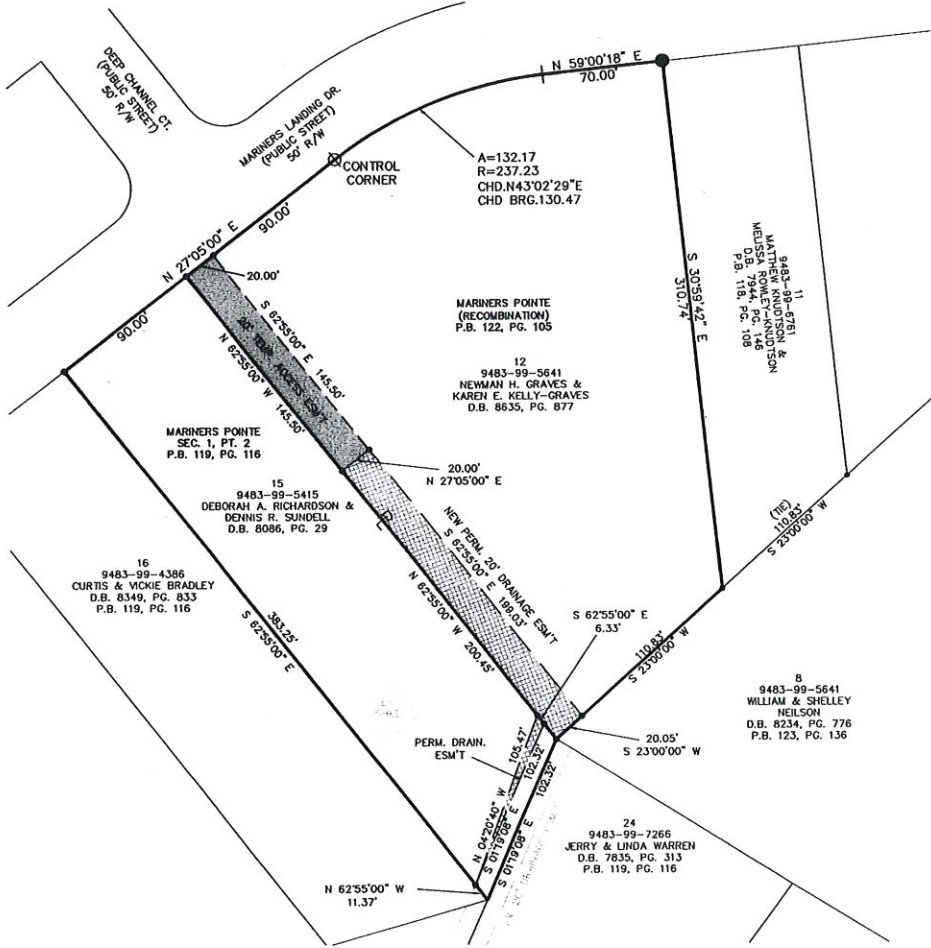 DEEP CHANNEL CT.
(PUBLIC STREET)
50' R/W
MARINERS LANDING DR.
(PUBLIC STREET)
50' R/W
CONTROL
CORNER
N 59°00'18" E
70.00'
A=132.17
R=237.23
CHD.N43°02'29"E
CHD BRG.130.47
N 27°05'00" E
90.00'
90.00'
20.00'
S 62°55'00" E 145.50'
20' TEMP. ACCESS ESM'T
N 62°55'00" W 145.50'
MARINERS POINTE
(RECOMBINATION)
P.B. 122, PG. 105
12
9483-99-5641
NEWMAN H. GRAVES &
KAREN E. KELLY-GRAVES
D.B. 8635, PG. 877
S 30°59'42" E
310.74'
11
9483-99-6761
MATTHEW KNUDTSON &
MELISSA ROWLEY-KNUDTSON
D.B. 7944, PG. 146
P.B. 118, PG. 108
MARINERS POINTE
SEC. 1, PT. 2
P.B. 119, PG. 116
15
9483-99-5415
DEBORAH A. RICHARDSON &
DENNIS R. SUNDELL
D.B. 8086, PG. 29
20.00'
N 27°05'00" E
NEW PERM. 20' DRAINAGE ESM'T
S 62°55'00" E 199.03'
PL
N 62°55'00" W 200.45'
(TIE)
110.83'
S 23°00'00" W
16
9483-99-4386
CURTIS & VICKIE BRADLEY
D.B. 8349, PG. 833
P.B. 119, PG. 116
383.25'
S 62°55'00" E
S 62°55'00" E
6.33'
110.83'
S 23°00'00" W
8
9483-99-5641
WILLIAM & SHELLEY
NEILSON
D.B. 8234, PG. 776
P.B. 123, PG. 136
20.05'
S 23°00'00" W
PERM. DRAIN.
ESM'T
N 04°20'40" W 105.47'
S 01°19'08" E 102.32'
S 01°19'08" E 102.32'
24
9483-99-7266
JERRY & LINDA WARREN
D.B. 7835, PG. 313
P.B. 119, PG. 116
N 62°55'00" W
11.37'